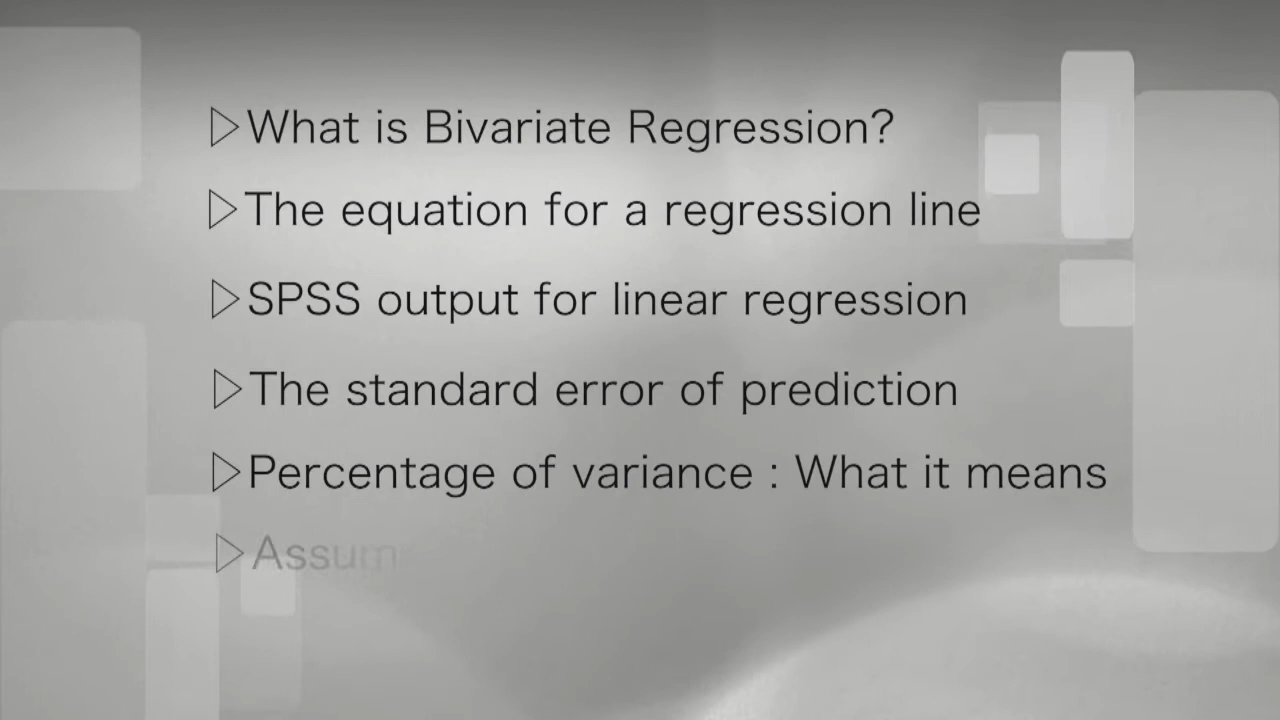 What is Bivariate Regression?
The equation for a regression line
SPSS output for linear regression
The standard error of prediction
Percentage of variance : What it means